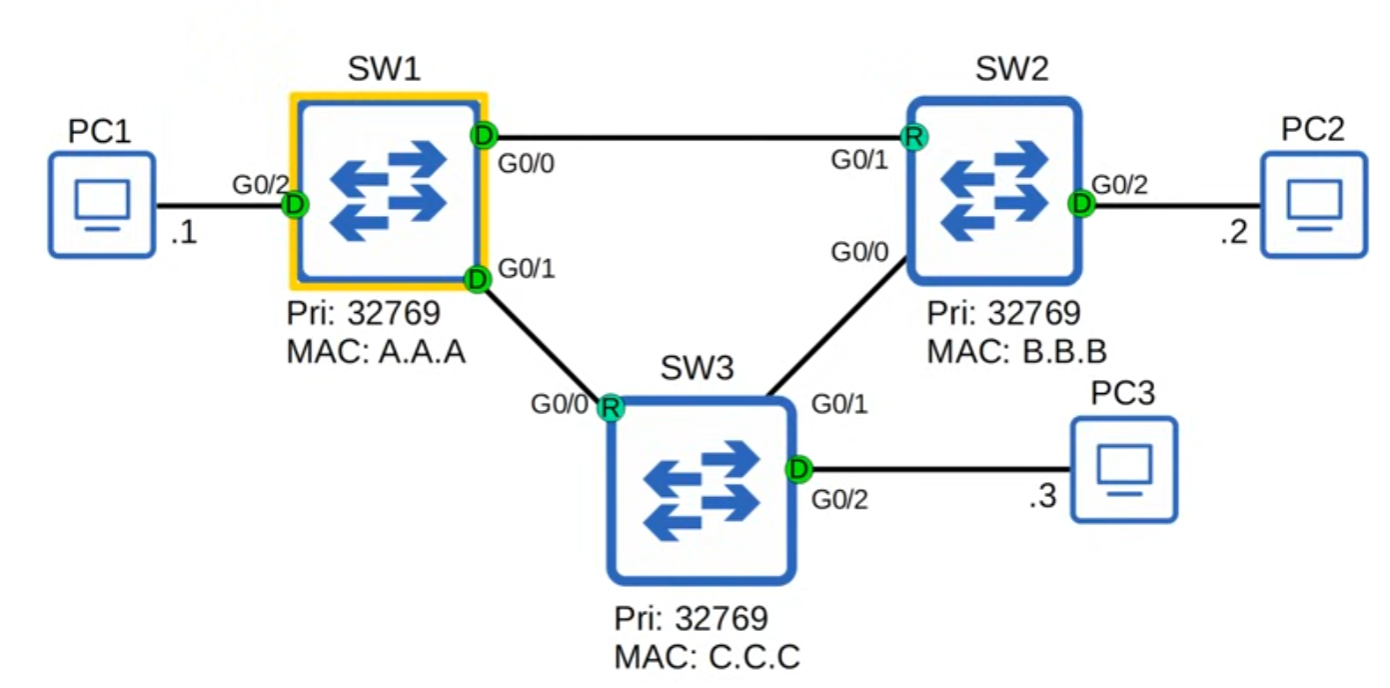 SW1
SW2
PC1
PC2
D
R
G0/0
G0/1
G0/2
D
D
G0/2
.1
.2
G0/1
G0/0
D
Pri: 32769
MAC: A.A.A
Pri: 32769
MAC: B.B.B
SW3
PC3
G0/0
R
G0/1
D
G0/2
.3
Pri: 32769
MAC: C.C.C